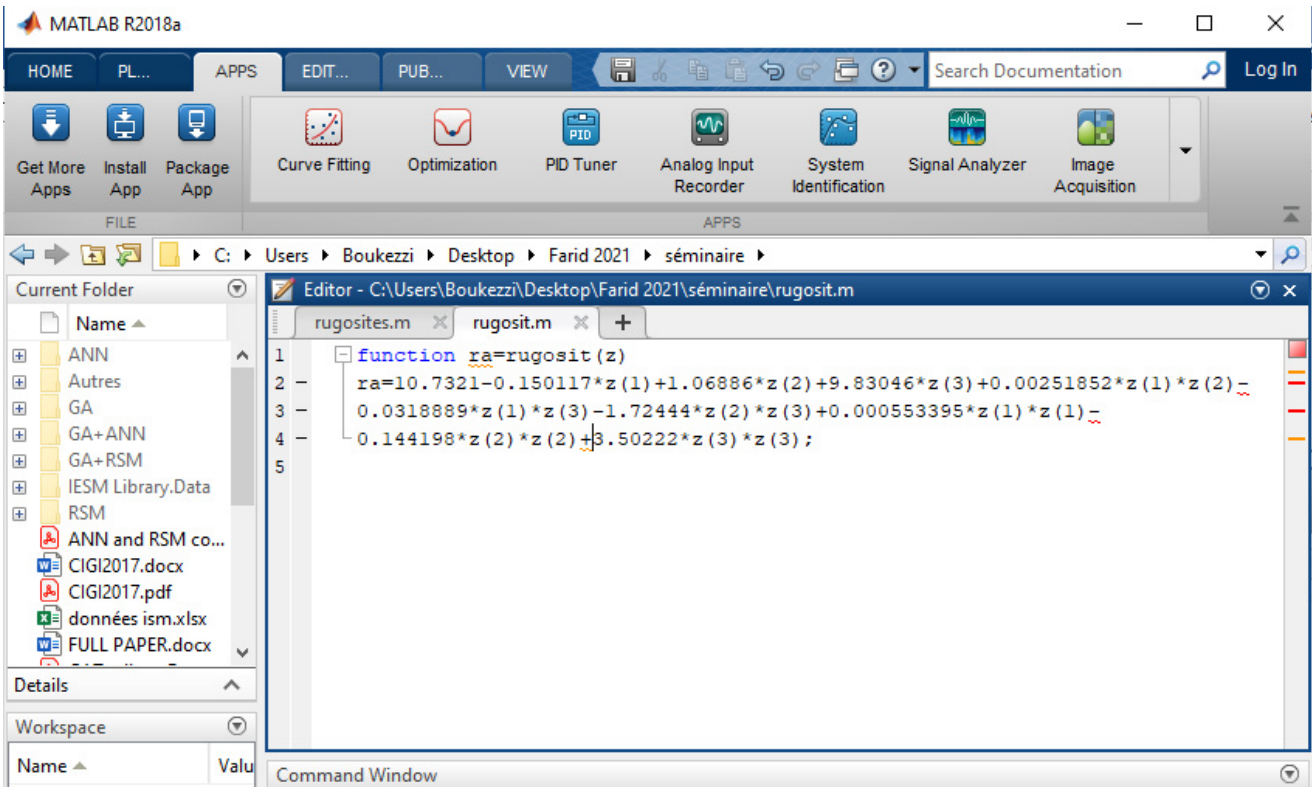 MATLAB R2018a
HOME PL... APPS EDIT... PUB... VIEW Search Documentation Log In
Get More Apps
Install App
Package App
Curve Fitting
Optimization
PID
PID Tuner
Analog Input Recorder
System Identification
Signal Analyzer
Image Acquisition
FILE APPS
C: Users Boukezzi Desktop Farid 2021 séminaire
Current Folder
Name
ANN
Autres
GA
GA+ANN
GA+RSM
IESM Library.Data
RSM
ANN and RSM co...
CIGI2017.docx
CIGI2017.pdf
données ism.xlsx
FULL PAPER.docx
Details
Workspace
Name Valu
Editor - C:\Users\Boukezzi\Desktop\Farid 2021\séminaire\rugosit.m
rugosites.m rugosit.m +
1 function ra=rugosit(z)
2 - ra=10.7321-0.150117*z(1)+1.06886*z(2)+9.83046*z(3)+0.00251852*z(1)*z(2)-
3 - 0.0318889*z(1)*z(3)-1.72444*z(2)*z(3)+0.000553395*z(1)*z(1)-
4 - 0.144198*z(2)*z(2)+3.50222*z(3)*z(3);
5
Command Window